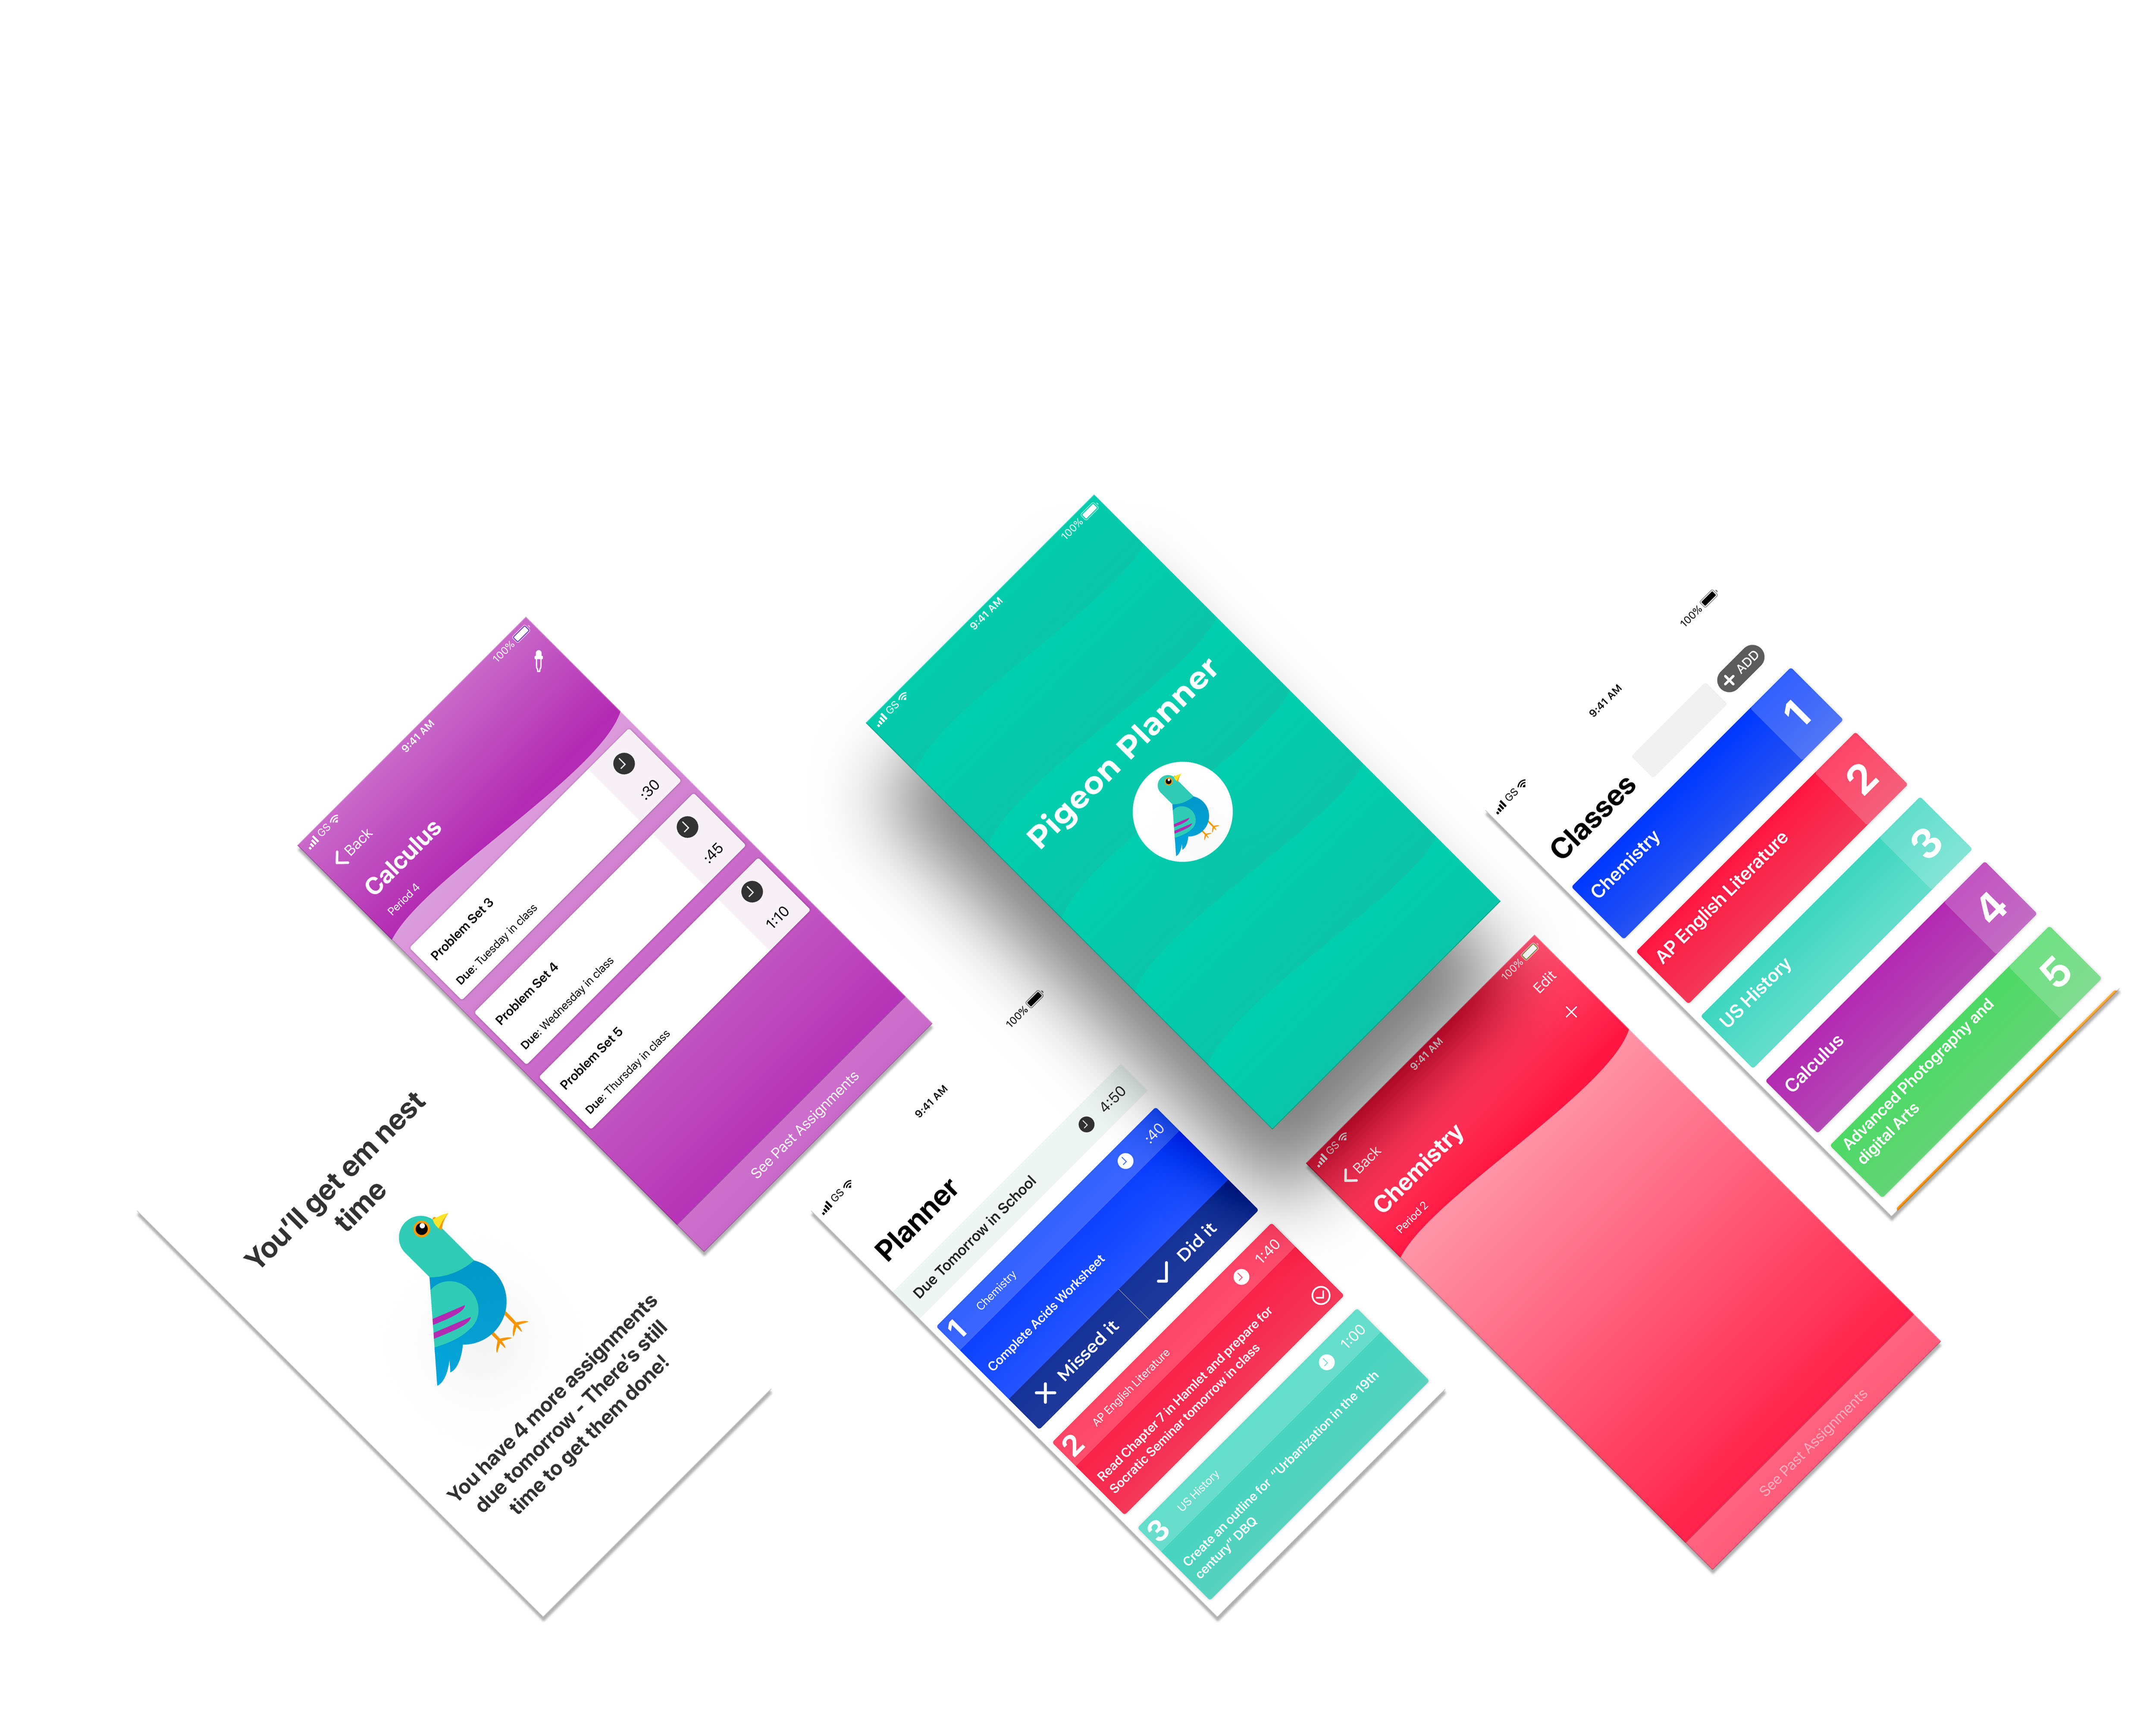 GS 9:41 AM 100%
Back
Calculus
Period 4
Problem Set 3
Due: Tuesday in class
:30
Problem Set 4
Due: Wednesday in class
:45
Problem Set 5
Due: Thursday in class
1:10
See Past Assignments
You'll get em nest
time
You have 4 more assignments
due tomorrow - There's still
time to get them done!
GS 9:41 AM 100%
Pigeon Planner
GS 9:41 AM 100%
Planner
Due Tomorrow in School 4:50
1 Chemistry :40
Complete Acids Worksheet
Missed it Did it
2 AP English Literature 1:40
Read Chapter 7 in Hamlet and prepare for
Socratic Seminar tomorrow in class
3 US History 1:00
Create an outline for "Urbanization in the 19th
century" DBQ
GS 9:41 AM 100%
Back Edit
Chemistry
Period 2
See Past Assignments
GS 9:41 AM 100%
Classes + ADD
Chemistry 1
AP English Literature 2
US History 3
Calculus 4
Advanced Photography and
digital Arts
5